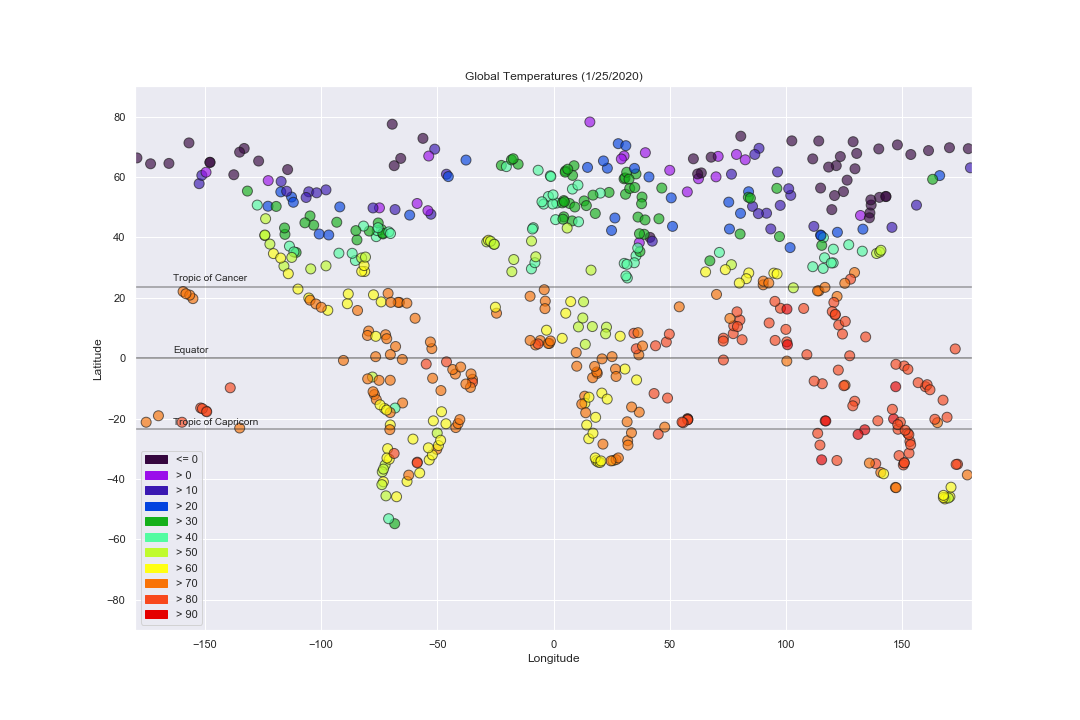 Global Temperatures (1/25/2020)
80
60
40
20
0
−20
−40
−60
−80
Latitude
Tropic of Cancer
Equator
Tropic of Capricorn
<= 0
> 0
> 10
> 20
> 30
> 40
> 50
> 60
> 70
> 80
> 90
−150 −100 −50 0 50 100 150
Longitude